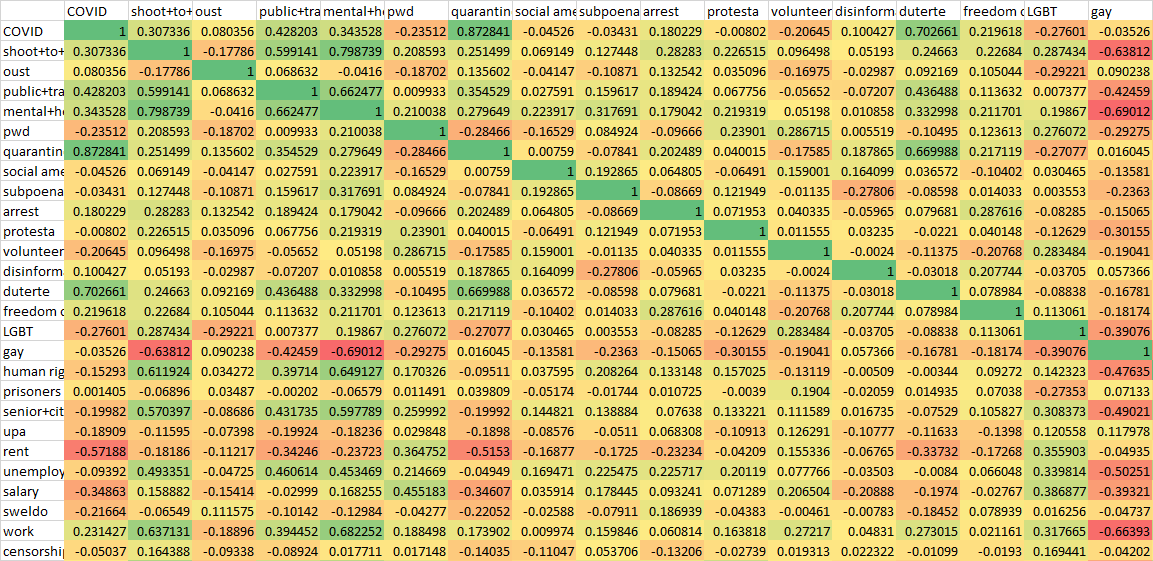 COVID shoot+to+ oust public+tra mental+he pwd quarantin social ame subpoena arrest protesta volunteer disinform duterte freedom o LGBT gay
COVID 1 0.307336 0.080356 0.428203 0.343528 -0.23512 0.872841 -0.04526 -0.03431 0.180229 -0.00802 -0.20645 0.100427 0.702661 0.219618 -0.27601 -0.03526
shoot+to+ 0.307336 1 -0.17786 0.599141 0.798739 0.208593 0.251499 0.069149 0.127448 0.28283 0.226515 0.096498 0.05193 0.24663 0.22684 0.287434 -0.63812
oust 0.080356 -0.17786 1 0.068632 -0.0416 -0.18702 0.135602 -0.04147 -0.10871 0.132542 0.035096 -0.16975 -0.02987 0.092169 0.105044 -0.29221 0.090238
public+tra 0.428203 0.599141 0.068632 1 0.662477 0.009933 0.354529 0.027591 0.159617 0.189424 0.067756 -0.05652 -0.07207 0.436488 0.113632 0.007377 -0.42459
mental+h 0.343528 0.798739 -0.0416 0.662477 1 0.210038 0.279649 0.223917 0.317691 0.179042 0.219319 0.05198 0.010858 0.332998 0.211701 0.19867 -0.69012
pwd -0.23512 0.208593 -0.18702 0.009933 0.210038 1 -0.28466 -0.16529 0.084924 -0.09666 0.23901 0.286715 0.005519 -0.10495 0.123613 0.276072 -0.29275
quarantin 0.872841 0.251499 0.135602 0.354529 0.279649 -0.28466 1 0.00759 -0.07841 0.202489 0.040015 -0.17585 0.187865 0.669988 0.217119 -0.27077 0.016045
social ame -0.04526 0.069149 -0.04147 0.027591 0.223917 -0.16529 0.00759 1 0.192865 0.064805 -0.06491 0.159001 0.164099 0.036572 -0.10402 0.030465 -0.13581
subpoena -0.03431 0.127448 -0.10871 0.159617 0.317691 0.084924 -0.07841 0.192865 1 -0.08669 0.121949 -0.01135 -0.27806 -0.08598 0.014033 0.003553 -0.2363
arrest 0.180229 0.28283 0.132542 0.189424 0.179042 -0.09666 0.202489 0.064805 -0.08669 1 0.071953 0.040335 -0.05965 0.079681 0.287616 -0.08285 -0.15065
protesta -0.00802 0.226515 0.035096 0.067756 0.219319 0.23901 0.040015 -0.06491 0.121949 0.071953 1 0.011555 0.03235 -0.0221 0.040148 -0.12629 -0.30155
volunteer -0.20645 0.096498 -0.16975 -0.05652 0.05198 0.286715 -0.17585 0.159001 -0.01135 0.040335 0.011555 1 -0.0024 -0.11375 -0.20768 0.283484 -0.19041
disinform 0.100427 0.05193 -0.02987 -0.07207 0.010858 0.005519 0.187865 0.164099 -0.27806 -0.05965 0.03235 -0.0024 1 -0.03018 0.207744 -0.03705 0.057366
duterte 0.702661 0.24663 0.092169 0.436488 0.332998 -0.10495 0.669988 0.036572 -0.08598 0.079681 -0.0221 -0.11375 -0.03018 1 0.078984 -0.08838 -0.16781
freedom o 0.219618 0.22684 0.105044 0.113632 0.211701 0.123613 0.217119 -0.10402 0.014033 0.287616 0.040148 -0.20768 0.207744 0.078984 1 0.113061 -0.18174
LGBT -0.27601 0.287434 -0.29221 0.007377 0.19867 0.276072 -0.27077 0.030465 0.003553 -0.08285 -0.12629 0.283484 -0.03705 -0.08838 0.113061 1 -0.39076
gay -0.03526 -0.63812 0.090238 -0.42459 -0.69012 -0.29275 0.016045 -0.13581 -0.2363 -0.15065 -0.30155 -0.19041 0.057366 -0.16781 -0.18174 -0.39076 1
human rig -0.15293 0.611924 0.034272 0.39714 0.649127 0.170326 -0.09511 0.037595 0.208264 0.133148 0.157025 -0.13119 -0.00509 -0.00344 0.09272 0.142323 -0.47635
prisoners 0.001405 -0.06896 0.03487 -0.00202 -0.06579 0.011491 0.039809 -0.05174 -0.01744 0.010725 -0.0039 0.1904 -0.02059 0.014935 0.07038 -0.27353 0.07133
senior+cit -0.19982 0.570397 -0.08686 0.431735 0.597789 0.259992 -0.19992 0.144821 0.138884 0.07638 0.133221 0.111589 0.016735 -0.07529 0.105827 0.308373 -0.49021
upa -0.18909 -0.11595 -0.07398 -0.19924 -0.18236 0.029848 -0.1898 -0.08576 -0.0511 0.068308 -0.10913 0.126291 -0.10777 -0.11633 -0.1398 0.120558 0.117978
rent -0.57188 -0.18186 -0.11217 -0.34246 -0.23723 0.364752 -0.5153 -0.16877 -0.1725 -0.23234 -0.04209 0.155336 -0.06765 -0.33732 -0.17268 0.355903 -0.04935
unemploy -0.09392 0.493351 -0.04725 0.460614 0.453469 0.214669 -0.04949 0.169471 0.225475 0.225717 0.20119 0.077766 -0.03503 -0.0084 0.066048 0.339814 -0.50251
salary -0.34863 0.158882 -0.15414 -0.02999 0.168255 0.455183 -0.34607 0.035914 0.178445 0.093241 0.071289 0.206504 -0.20888 -0.1974 -0.02767 0.386877 -0.39321
sweldo -0.21664 -0.06549 0.111575 -0.10142 -0.12984 -0.04277 -0.22052 -0.02588 -0.07911 0.186939 -0.04383 -0.00461 -0.00783 -0.18452 0.078939 0.016256 -0.04737
work 0.231427 0.637131 -0.18896 0.394452 0.682252 0.188498 0.173902 0.009974 0.159846 0.060814 0.163818 0.27217 0.04831 0.273015 0.021161 0.317665 -0.66393
censorshi -0.05037 0.164388 -0.09338 -0.08924 0.017711 0.017148 -0.14035 -0.11047 0.053706 -0.13206 -0.02739 0.019313 0.022322 -0.01099 -0.0193 0.169441 -0.04202